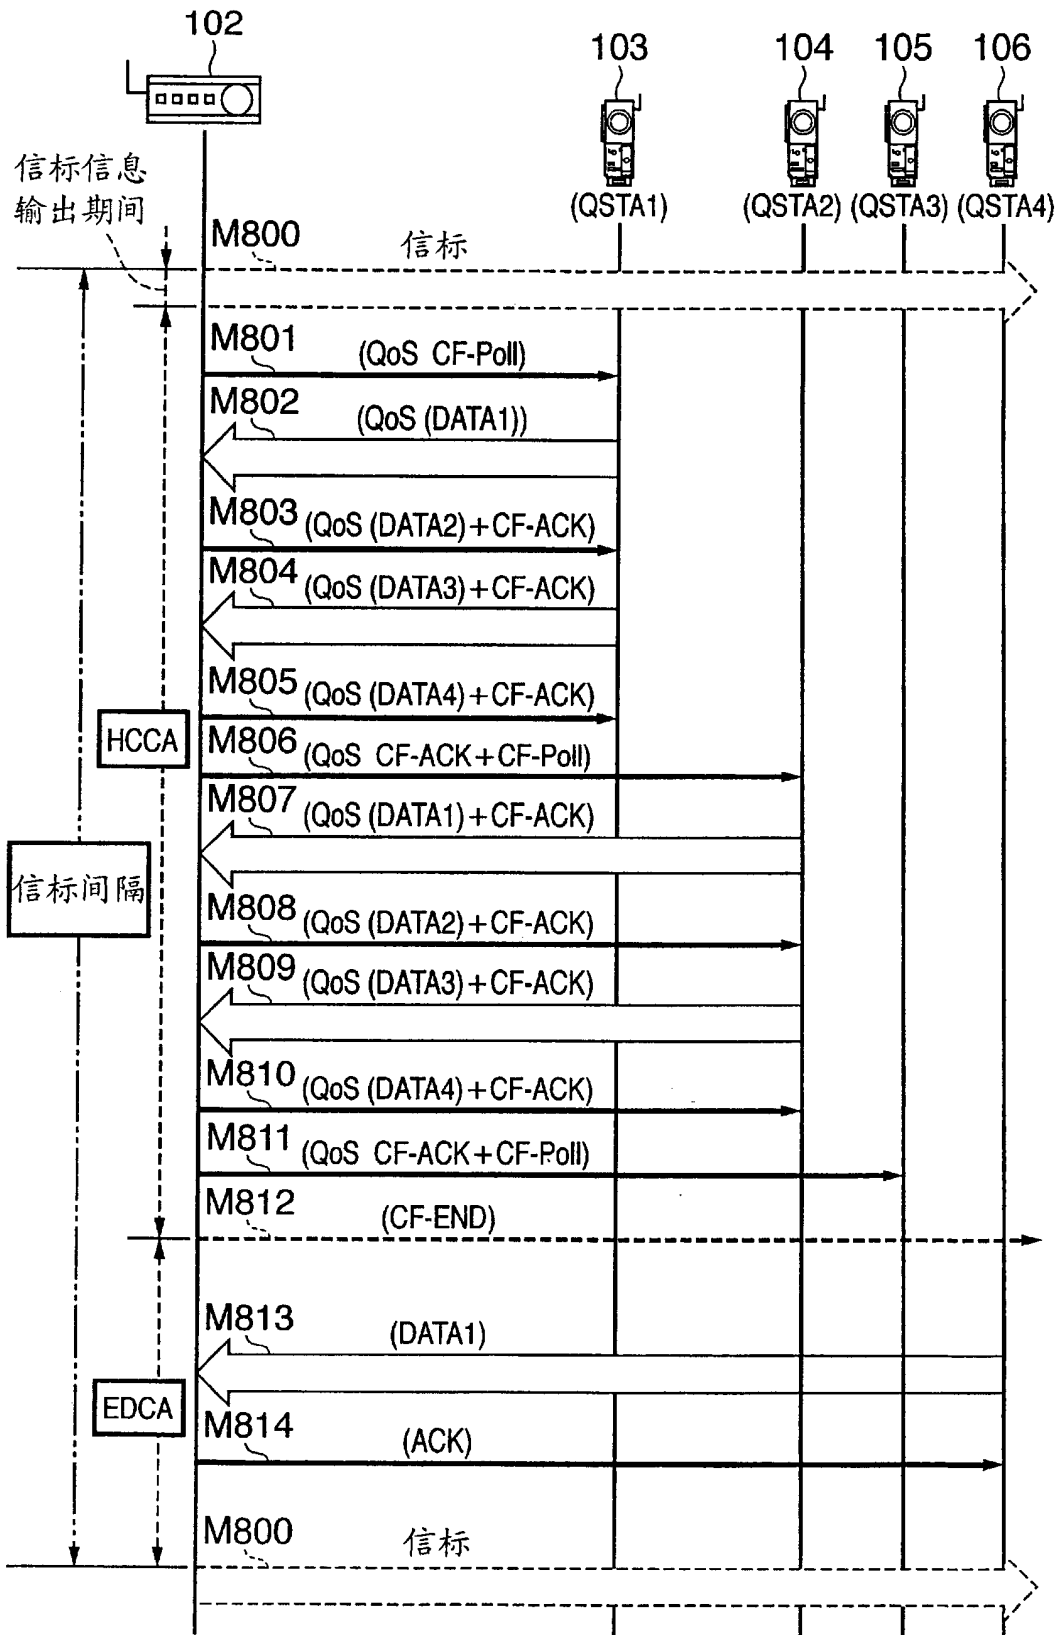 102
103
104
105
106
(QSTA1)
(QSTA2)
(QSTA3)
(QSTA4)
信标信息
输出期间
M800
信标
M801
(QoS CF-Poll)
M802
(QoS (DATA1))
M803
(QoS (DATA2)+CF-ACK)
M804
(QoS (DATA3)+CF-ACK)
M805
(QoS (DATA4)+CF-ACK)
HCCA
M806
(QoS CF-ACK+CF-Poll)
M807
(QoS (DATA1)+CF-ACK)
信标间隔
M808
(QoS (DATA2)+CF-ACK)
M809
(QoS (DATA3)+CF-ACK)
M810
(QoS (DATA4)+CF-ACK)
M811
(QoS CF-ACK+CF-Poll)
M812
(CF-END)
M813
(DATA1)
EDCA
M814
(ACK)
M800
信标